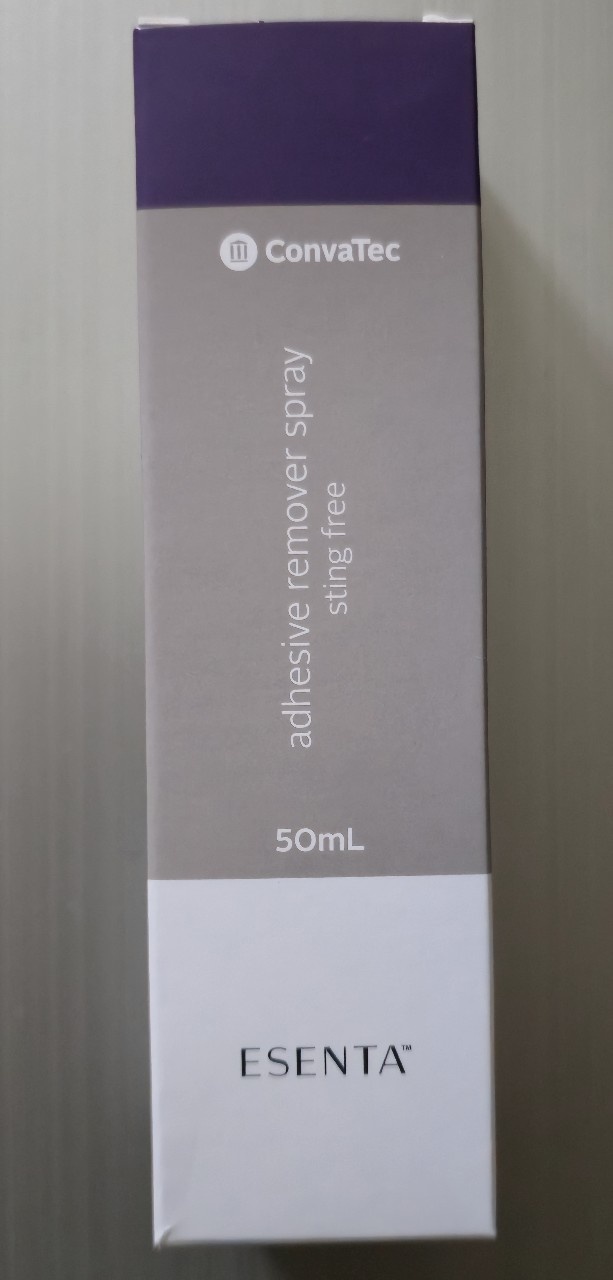 ConvaTec
adhesive remover spray
sting free
50mL
ESENTA™